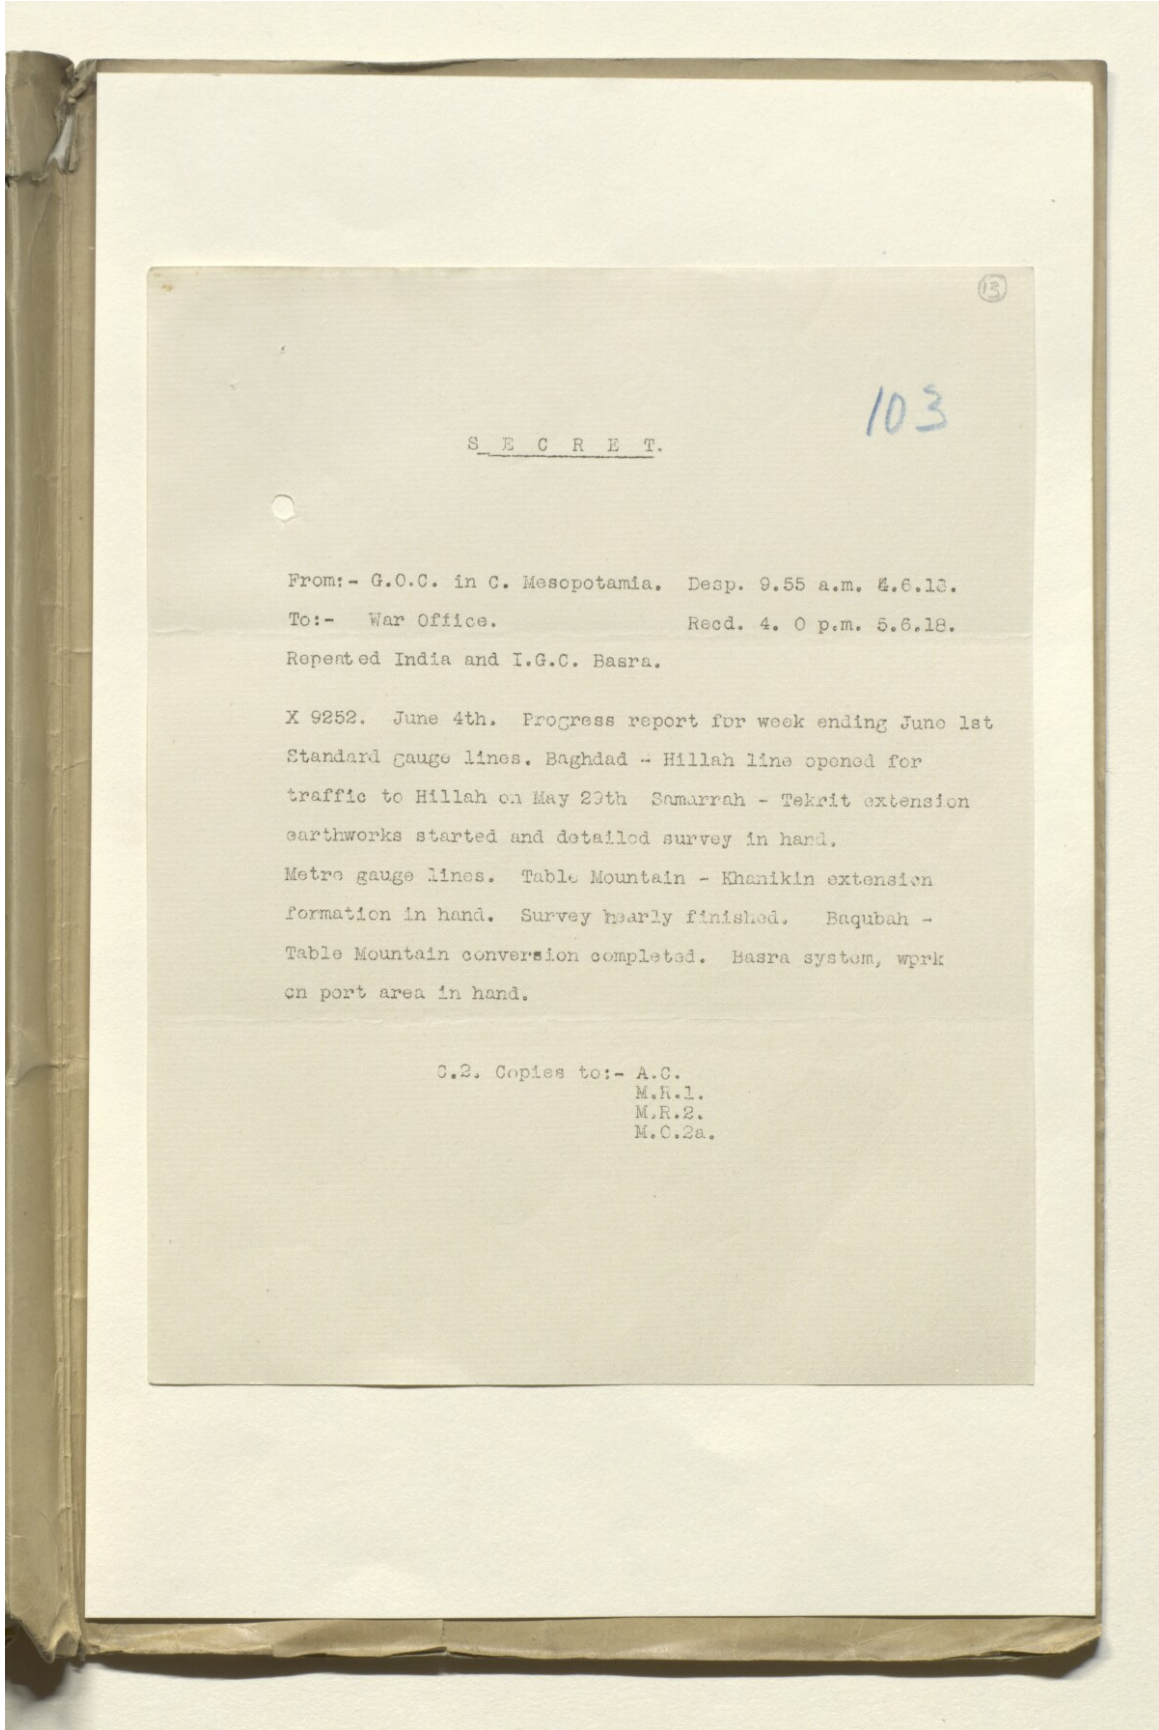 13
103
S E C R E T.
From:- G.O.C. in C. Mesopotamia. Desp. 9.55 a.m. 4.6.18.
To:- War Office. Recd. 4. 0 p.m. 5.6.18.
Repeated India and I.G.C. Basra.
X 9252. June 4th. Progress report for week ending June 1st
Standard gauge lines. Baghdad - Hillah line opened for
traffic to Hillah on May 29th Samarrah - Tekrit extension
earthworks started and detailed survey in hand.
Metre gauge lines. Table Mountain - Khanikin extension
formation in hand. Survey nearly finished. Baqubah -
Table Mountain conversion completed. Basra system, wprk
on port area in hand.
C.2. Copies to:- A.C.
M.R.1.
M.R.2.
M.C.2a.